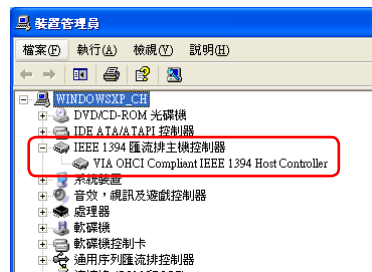 裝置管理員
檔案(F) 執行(A) 檢視(V) 說明(H)
WINDOWSXP_CH
DVD/CD-ROM 光碟機
IDE ATA/ATAPI 控制器
IEEE 1394 匯流排主機控制器
VIA OHCI Compliant IEEE 1394 Host Controller
系統裝置
音效，視訊及遊戲控制器
處理器
軟碟機
軟碟機控制卡
通用序列匯流排控制器